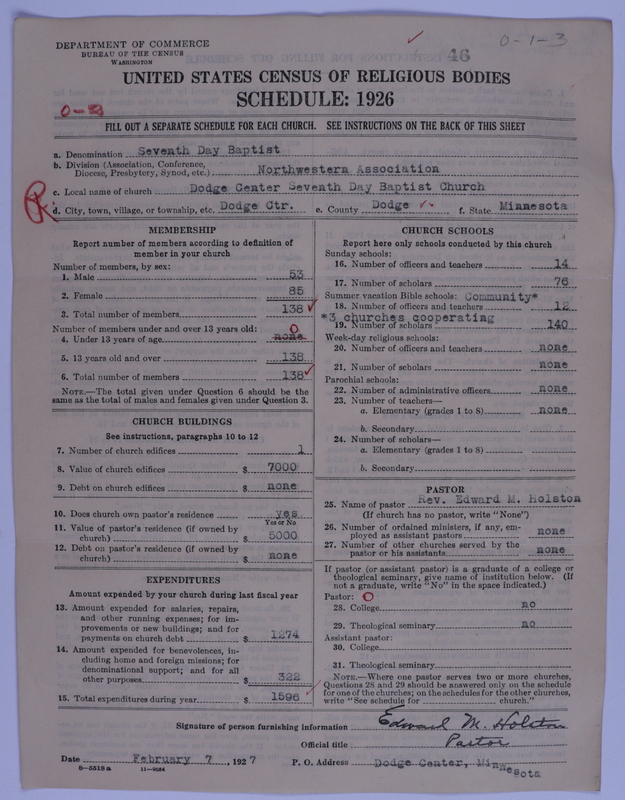 DEPARTMENT OF COMMERCE
BUREAU OF THE CENSUS
WASHINGTON
46
0-1-3
UNITED STATES CENSUS OF RELIGIOUS BODIES
SCHEDULE: 1926
0-3
FILL OUT A SEPARATE SCHEDULE FOR EACH CHURCH. SEE INSTRUCTIONS ON THE BACK OF THIS SHEET
a. Denomination Seventh Day Baptist
b. Division (Association, Conference, Diocese, Presbytery, Synod, etc.) Northwestern Association
c. Local name of church Dodge Center Seventh Day Baptist Church
R
d. City, town, village, or township, etc. Dodge Ctr. e. County Dodge f. State Minnesota
MEMBERSHIP
Report number of members according to definition of
member in your church
Number of members, by sex:
1. Male 53
2. Female 85
3. Total number of members 138
Number of members under and over 13 years old: 0
4. Under 13 years of age none
5. 13 years old and over 138
6. Total number of members 138
NOTE.—The total given under Question 6 should be
same as the total of males and females given under Question 3.
CHURCH BUILDINGS
See instructions, paragraphs 10 to 12
7. Number of church edifices 1
8. Value of church edifices $ 7000
9. Debt on church edifices $ none
10. Does church own pastor's residence yes
Yes or No
11. Value of pastor's residence (if owned by
church) $ 5000
12. Debt on pastor's residence (if owned by
church) $ none
EXPENDITURES
Amount expended by your church during last fiscal year
13. Amount expended for salaries, repairs,
and other running expenses; for im-
provements or new buildings; and for
payments on church debt $ 1274
14. Amount expended for benevolences, in-
cluding home and foreign missions; for
denominational support; and for all
other purposes $ 322
15. Total expenditures during year $ 1596
CHURCH SCHOOLS
Report here only schools conducted by this church
Sunday schools:
16. Number of officers and teachers 14
17. Number of scholars 76
Summer vacation Bible schools: Community*
18. Number of officers and teachers 12
*3 churches cooperating
19. Number of scholars 140
Week-day religious schools:
20. Number of officers and teachers none
21. Number of scholars none
Parochial schools:
22. Number of administrative officers none
23. Number of teachers—
a. Elementary (grades 1 to 8) none
b. Secondary
24. Number of scholars—
a. Elementary (grades 1 to 8)
b. Secondary
PASTOR
25. Name of pastor Rev. Edward M. Holston
(If church has no pastor, write "None")
26. Number of ordained ministers, if any, em-
ployed as assistant pastors none
27. Number of other churches served by the
pastor or his assistants none
If pastor (or assistant pastor) is a graduate of a college or
theological seminary, give name of institution below. (If
not a graduate, write "No" in the space indicated.)
Pastor: 0
28. College no
29. Theological seminary no
Assistant pastor:
30. College
31. Theological seminary
NOTE.—Where one pastor serves two or more churches,
Questions 28 and 29 should be answered only on the schedule
for one of the churches; on the schedules for the other churches,
write "See schedule for church."
Signature of person furnishing information Edward M. Holston
Official title Pastor
Date February 7, 1927 P. O. Address Dodge Center, Minnesota
8-5518a 11-9084